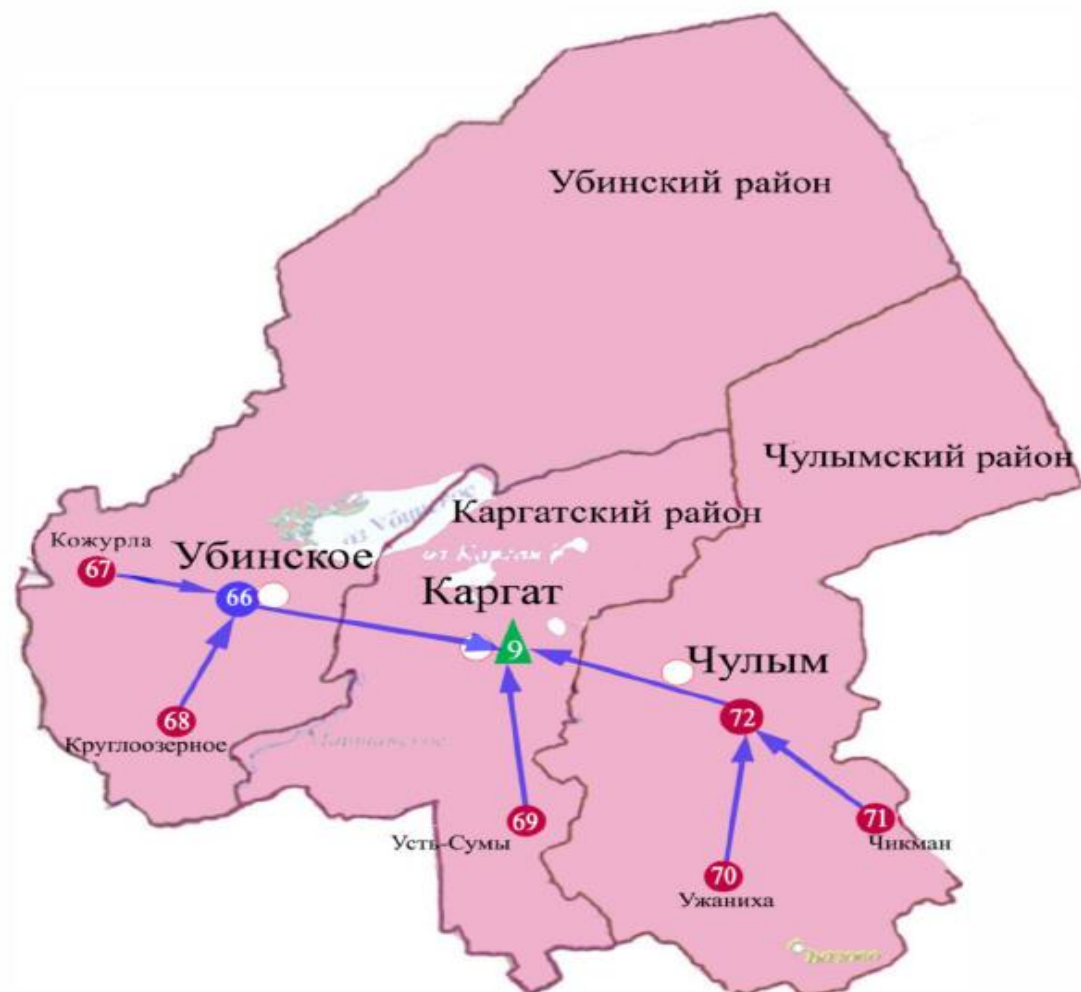 Убинский район
Чулымский район
Каргатский район
Кожурла
67
Убинское
66
Каргат
9
Чулым
72
68
Круглоозерное
69
Усть-Сумы
71
Чикман
70
Ужаниха